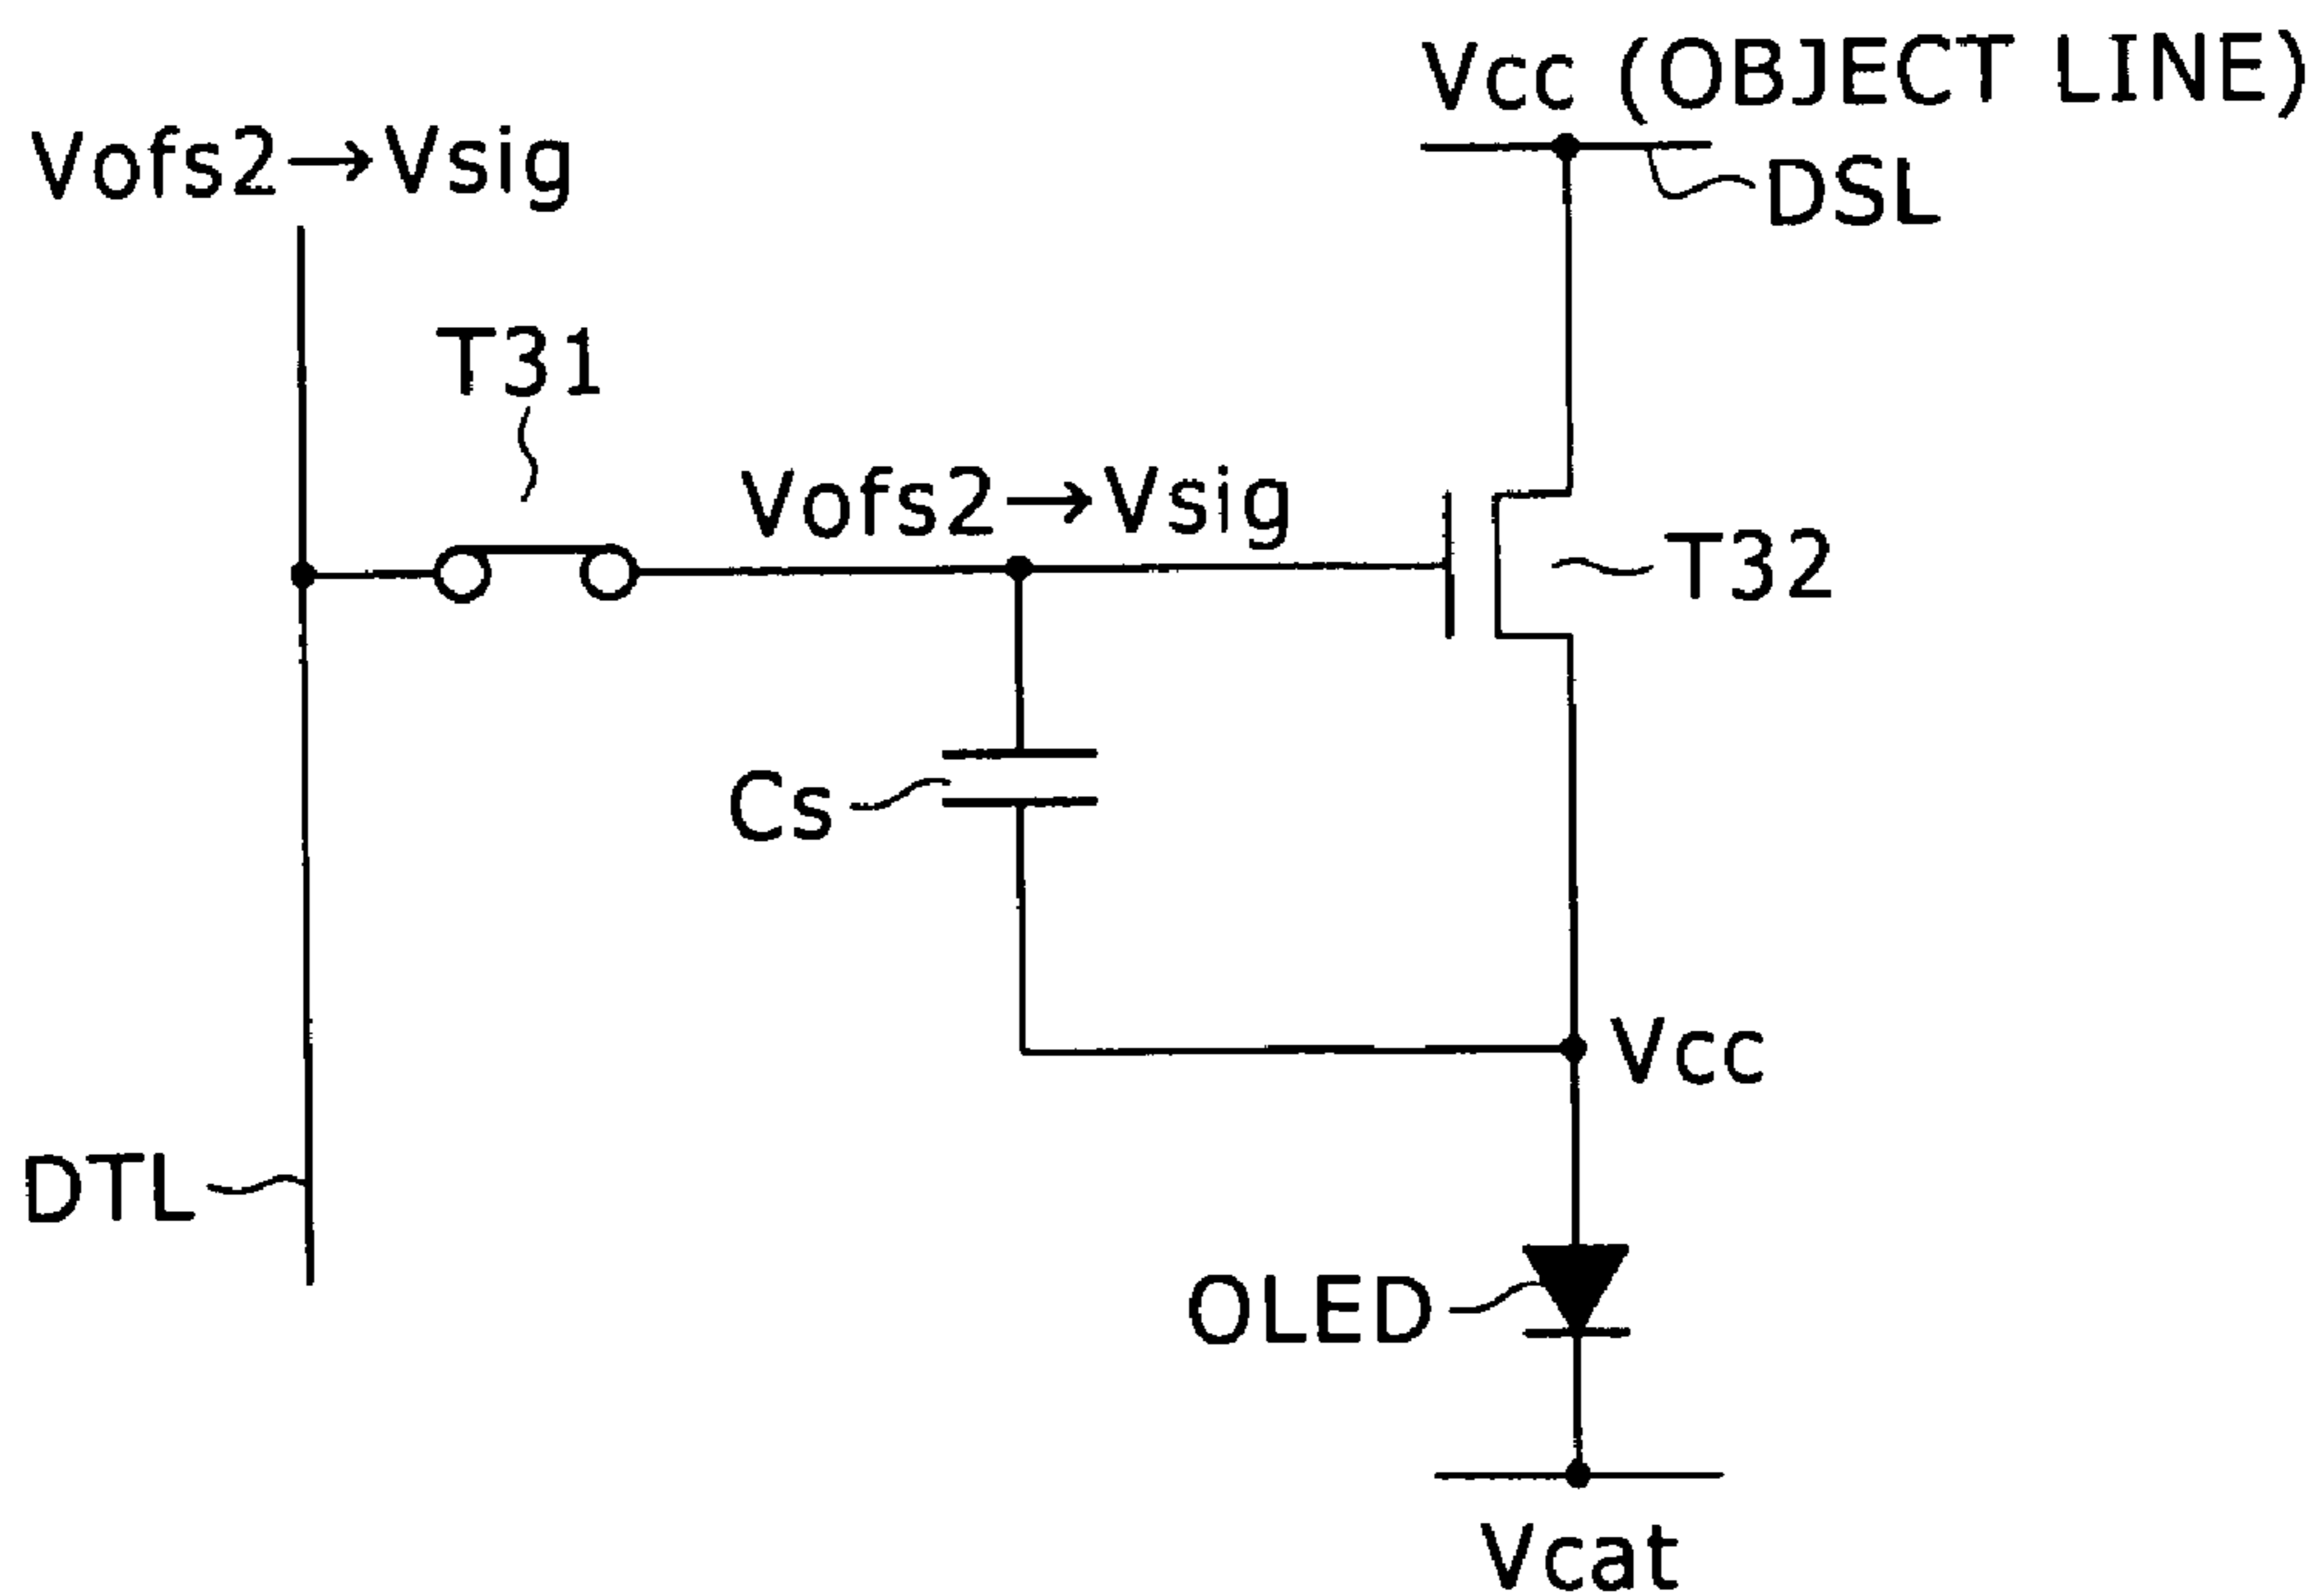 Vcc (OBJECT LINE)
Vofs2→Vsig
DSL
T31
Vofs2→Vsig
T32
Cs
Vcc
DTL
OLED
Vcat